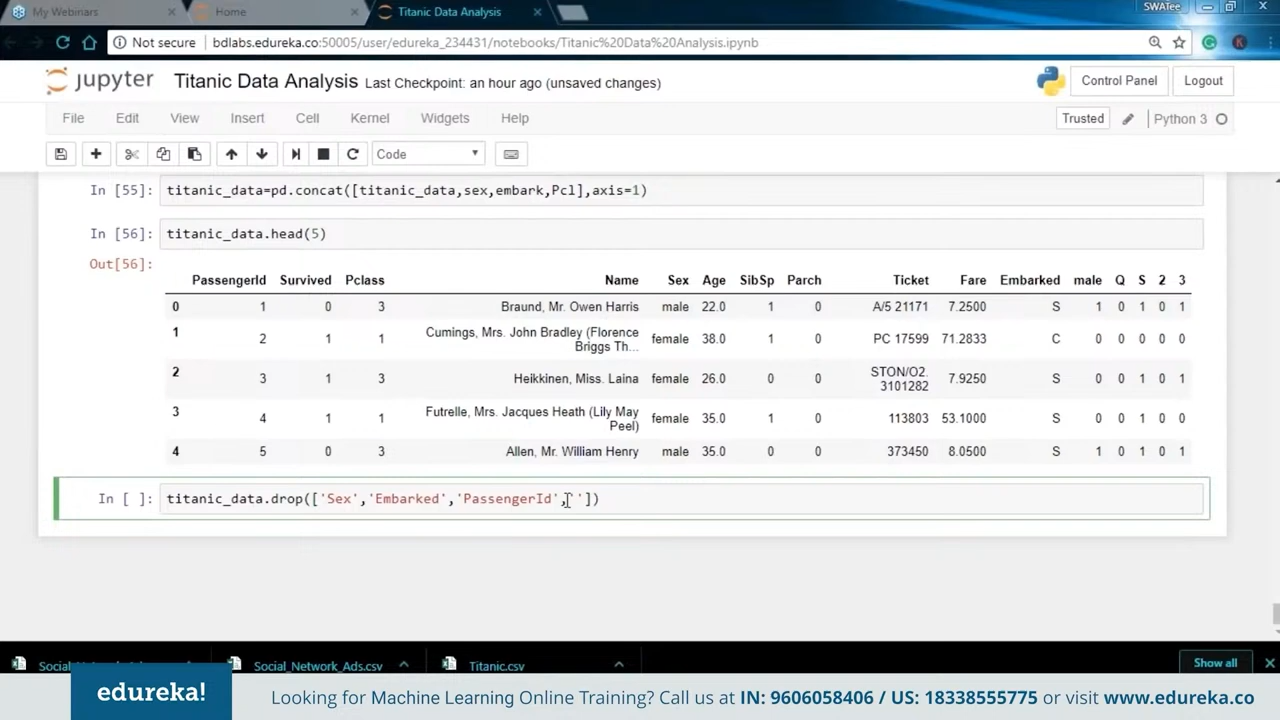 My Webinars
Home
Titanic Data Analysis
SWATee
Not secure
bdlabs.edureka.co:50005/user/edureka_234431/notebooks/Titanic%20Data%20Analysis.ipynb
K
jupyter Titanic Data Analysis Last Checkpoint: an hour ago (unsaved changes)
Control Panel Logout
File Edit View Insert Cell Kernel Widgets Help
Trusted Python 3
Code
In [55]: titanic_data=pd.concat([titanic_data,sex,embark,Pcl],axis=1)
In [56]: titanic_data.head(5)
Out[56]:
PassengerId Survived Pclass Name Sex Age SibSp Parch Ticket Fare Embarked male Q S 2 3
0 1 0 3 Braund, Mr. Owen Harris male 22.0 1 0 A/5 21171 7.2500 S 1 0 1 0 1
1 2 1 1 Cumings, Mrs. John Bradley (Florence
Briggs Th... female 38.0 1 0 PC 17599 71.2833 C 0 0 0 0 0
2 3 1 3 Heikkinen, Miss. Laina female 26.0 0 0 STON/O2.
3101282 7.9250 S 0 0 1 0 1
3 4 1 1 Futrelle, Mrs. Jacques Heath (Lily May
Peel) female 35.0 1 0 113803 53.1000 S 0 0 1 0 0
4 5 0 3 Allen, Mr. William Henry male 35.0 0 0 373450 8.0500 S 1 0 1 0 1
In [ ]: titanic_data.drop(['Sex','Embarked','PassengerId',' '])
Social_Network_Ads.csv
Titanic.csv
Show all
edureka!
Looking for Machine Learning Online Training? Call us at IN: 9606058406 / US: 18338555775 or visit www.edureka.co